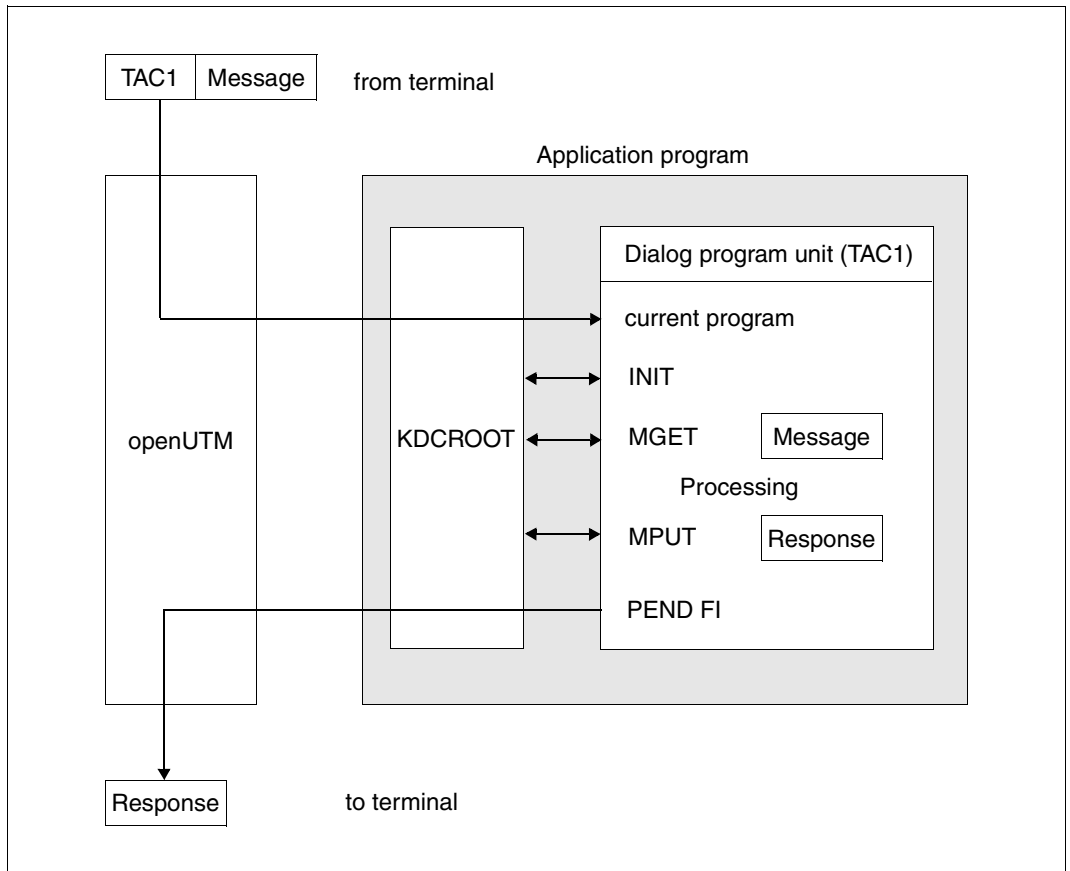 TAC1 Message from terminal
Application program
Dialog program unit (TAC1)
current program
INIT
openUTM KDCROOT MGET Message
Processing
MPUT Response
PEND FI
Response to terminal